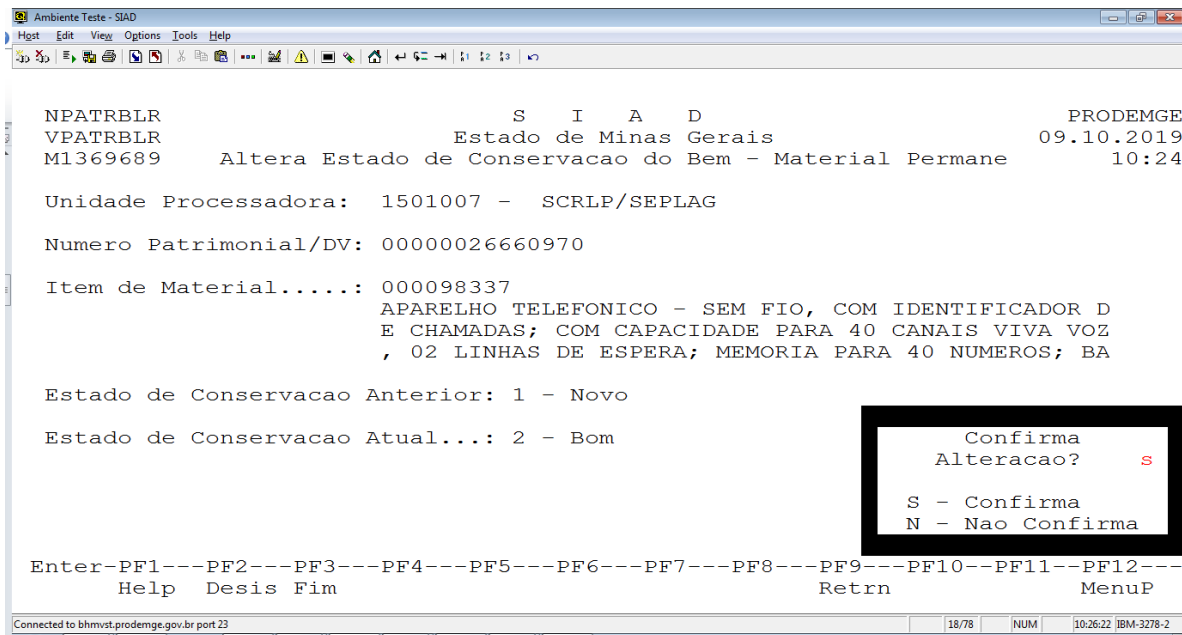 Ambiente Teste - SIAD
Host Edit View Options Tools Help
NPATRBLR S I A D PRODEMGE
VPATRBLR Estado de Minas Gerais 09.10.2019
M1369689 Altera Estado de Conservacao do Bem - Material Permane 10:24
Unidade Processadora: 1501007 - SCRLP/SEPLAG
Numero Patrimonial/DV: 00000026660970
Item de Material.....: 000098337
APARELHO TELEFONICO - SEM FIO, COM IDENTIFICADOR D
E CHAMADAS; COM CAPACIDADE PARA 40 CANAIS VIVA VOZ
, 02 LINHAS DE ESPERA; MEMORIA PARA 40 NUMEROS; BA
Estado de Conservacao Anterior: 1 - Novo
Estado de Conservacao Atual...: 2 - Bom
Confirma
Alteracao? s
S - Confirma
N - Nao Confirma
Enter-PF1---PF2---PF3---PF4---PF5---PF6---PF7---PF8---PF9---PF10--PF11--PF12---
Help Desis Fim Retrn MenuP
Connected to bhmvst.prodemge.gov.br port 23 18/78 NUM 10:26:22 IBM-3278-2